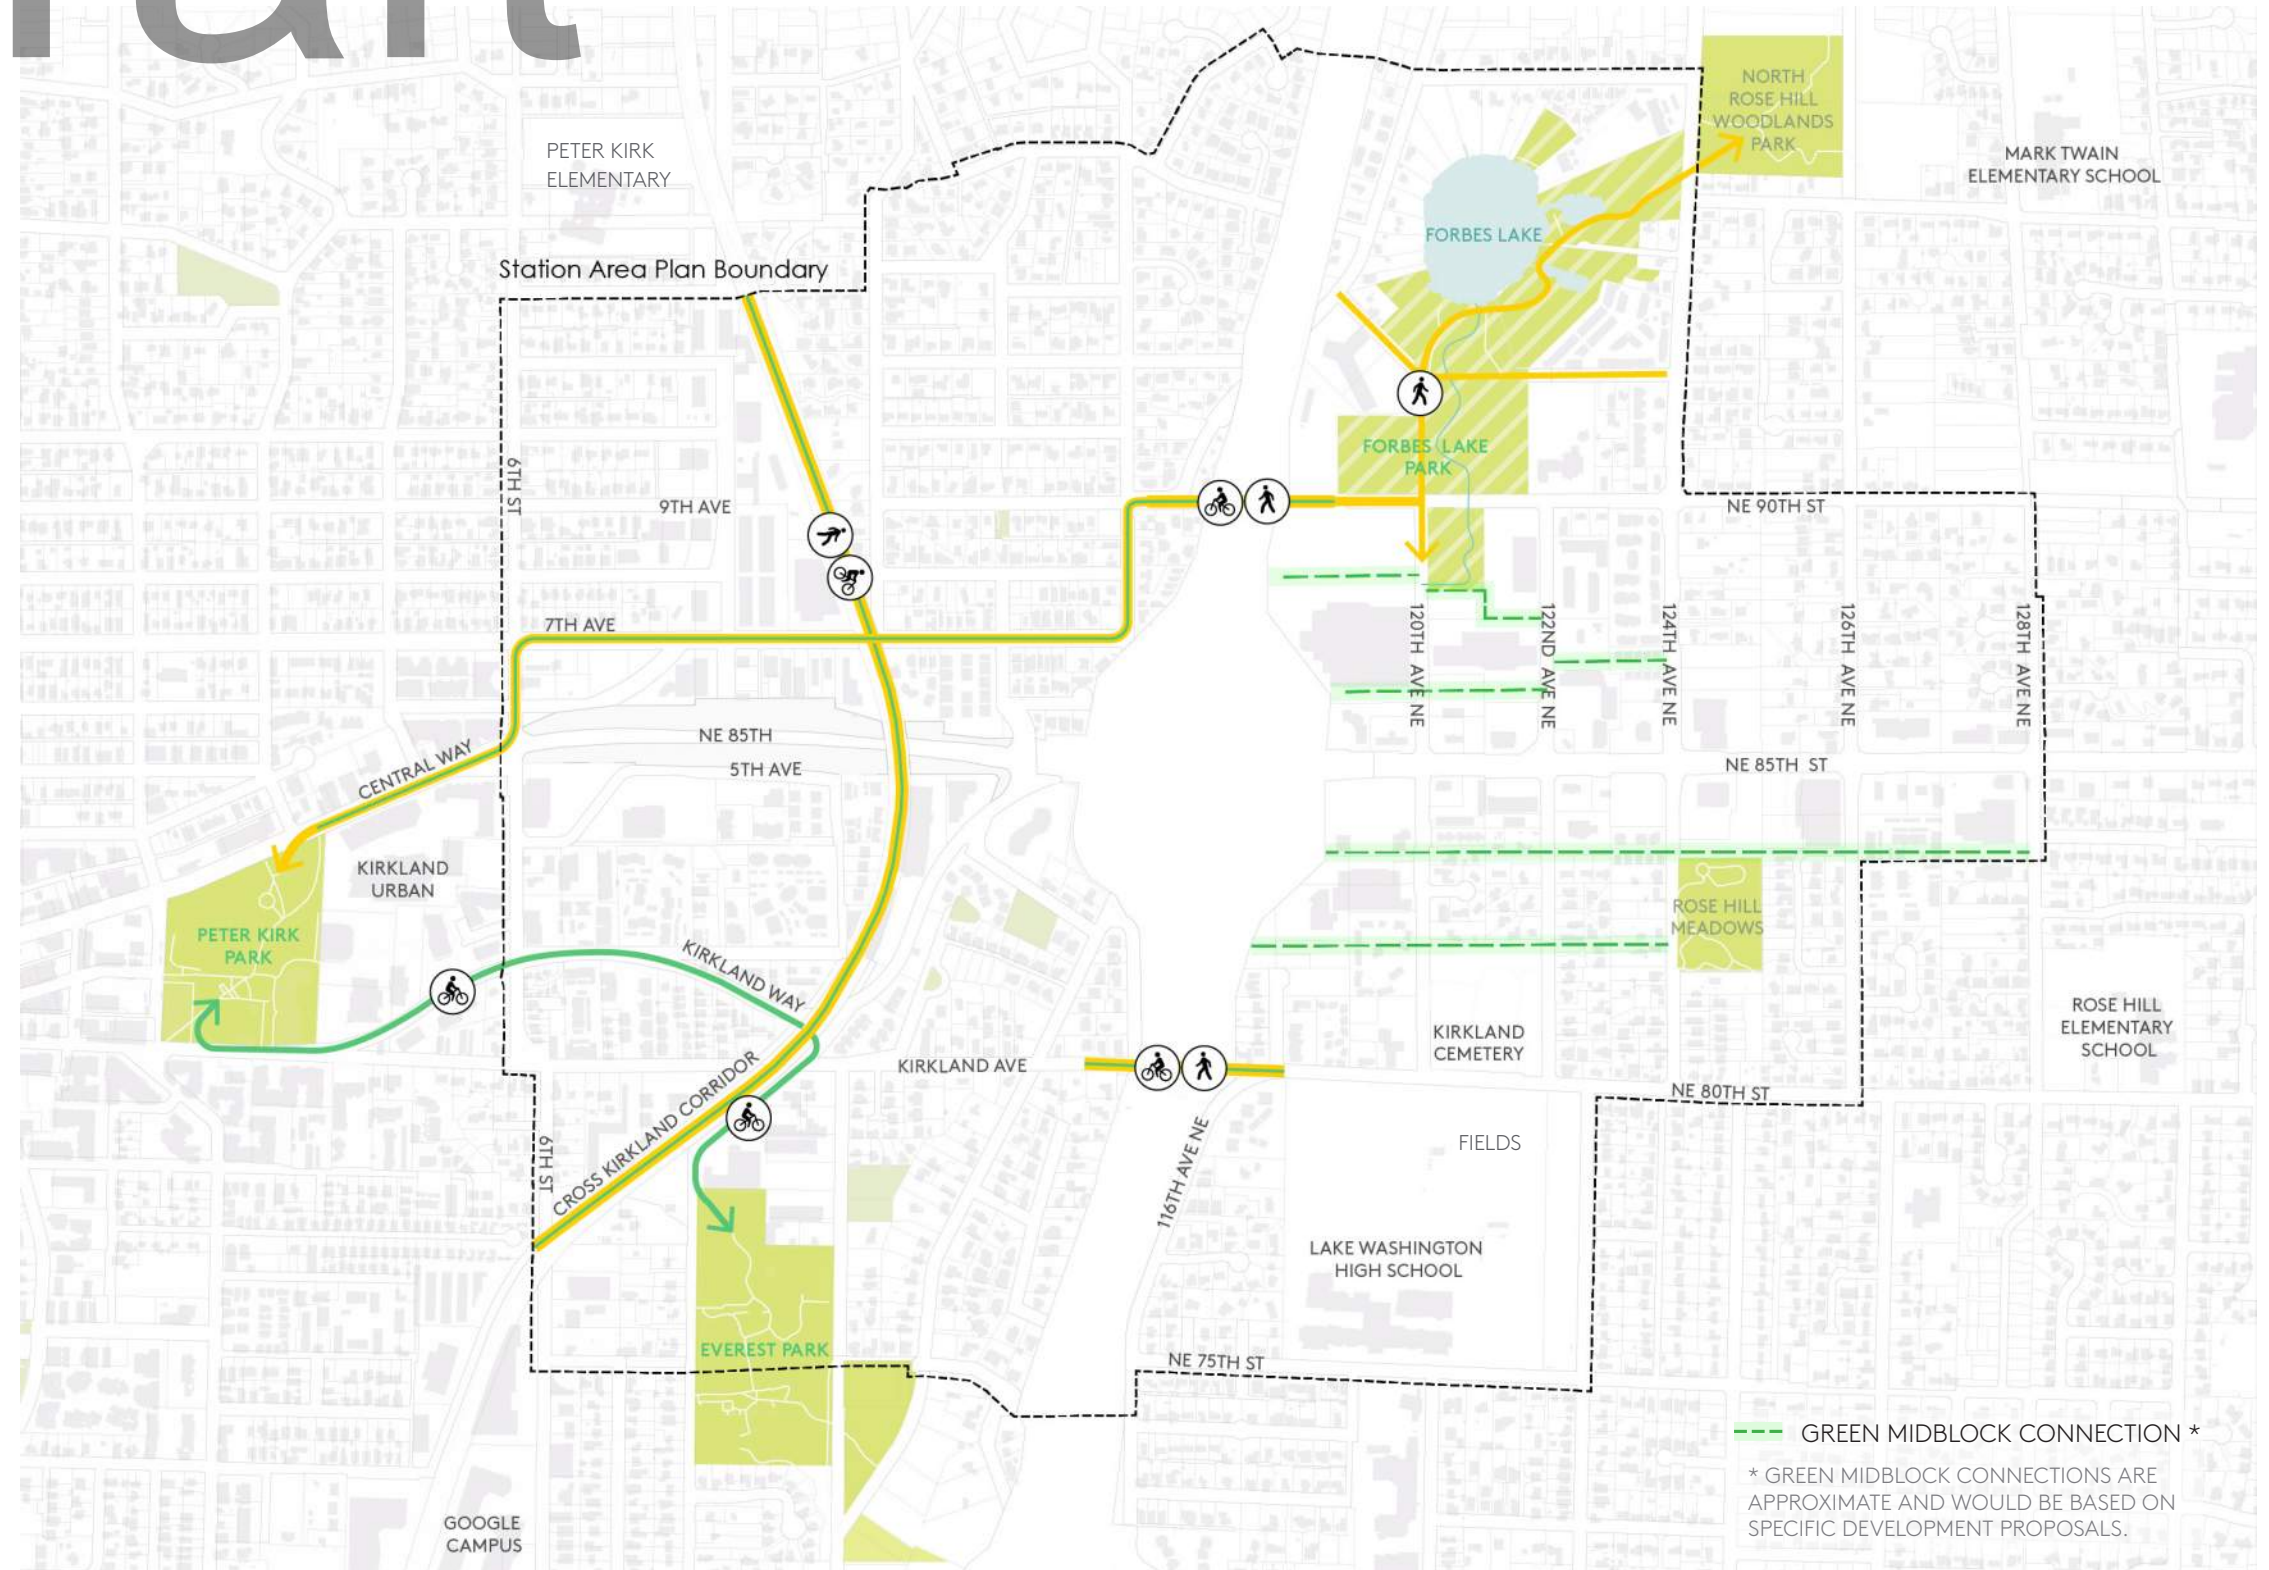 NORTH
ROSE HILL
WOODLANDS
PARK
PETER KIRK
ELEMENTARY
MARK TWAIN
ELEMENTARY SCHOOL
FORBES LAKE
Station Area Plan Boundary
FORBES LAKE
PARK
6TH ST
9TH AVE
NE 90TH ST
7TH AVE
120TH AVE NE
122ND AVE NE
124TH AVE NE
126TH AVE NE
128TH AVE NE
NE 85TH
5TH AVE
CENTRAL WAY
NE 85TH ST
KIRKLAND
URBAN
PETER KIRK
PARK
KIRKLAND WAY
ROSE HILL
MEADOWS
ROSE HILL
ELEMENTARY
SCHOOL
KIRKLAND
CEMETERY
KIRKLAND AVE
NE 80TH ST
CROSS KIRKLAND CORRIDOR
6TH ST
116TH AVE NE
FIELDS
LAKE WASHINGTON
HIGH SCHOOL
EVEREST PARK
NE 75TH ST
GREEN MIDBLOCK CONNECTION *
* GREEN MIDBLOCK CONNECTIONS ARE
APPROXIMATE AND WOULD BE BASED ON
SPECIFIC DEVELOPMENT PROPOSALS.
GOOGLE
CAMPUS